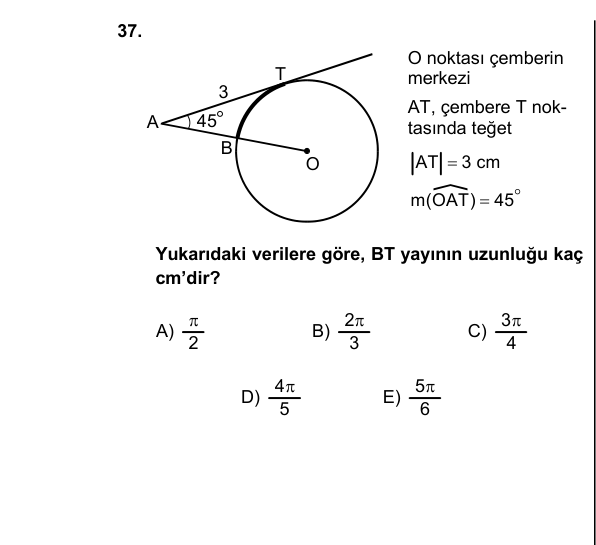 37.
T
3
A
45°
B
O
O noktası çemberin
merkezi
AT, çembere T nok-
tasında teğet
|AT| = 3 cm
m(OAT) = 45°
Yukarıdaki verilere göre, BT yayının uzunluğu kaç
cm'dir?
A) π/2 B) 2π/3 C) 3π/4
D) 4π/5 E) 5π/6